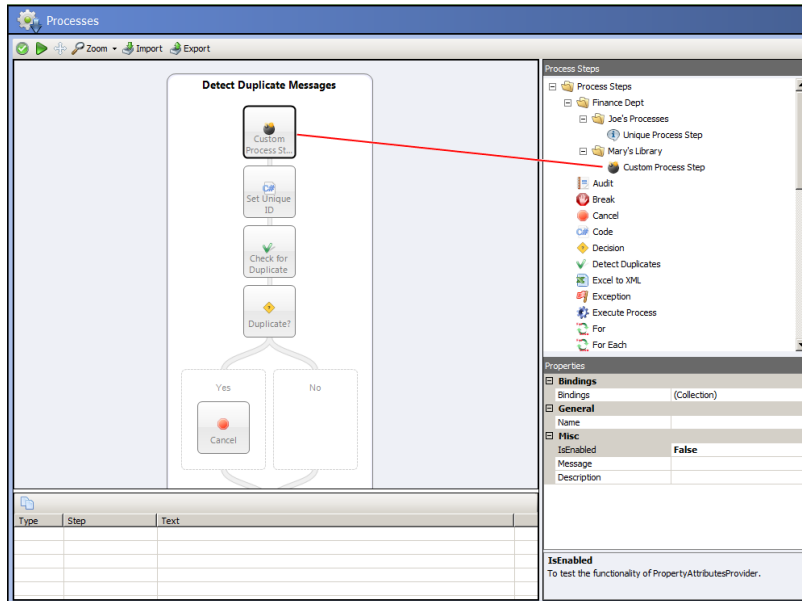 Processes
Zoom Import Export
Detect Duplicate Messages
Custom
Process St...
Set Unique
ID
Check for
Duplicate
Duplicate?
Yes No
Cancel
Type Step Text
Process Steps
Process Steps
Finance Dept
Joe's Processes
Unique Process Step
Mary's Library
Custom Process Step
Audit
Break
Cancel
C# Code
Decision
Detect Duplicates
Excel to XML
Exception
Execute Process
For
For Each
Properties
Bindings
Bindings (Collection)
General
Name
Misc
IsEnabled False
Message
Description
IsEnabled
To test the functionality of PropertyAttributesProvider.